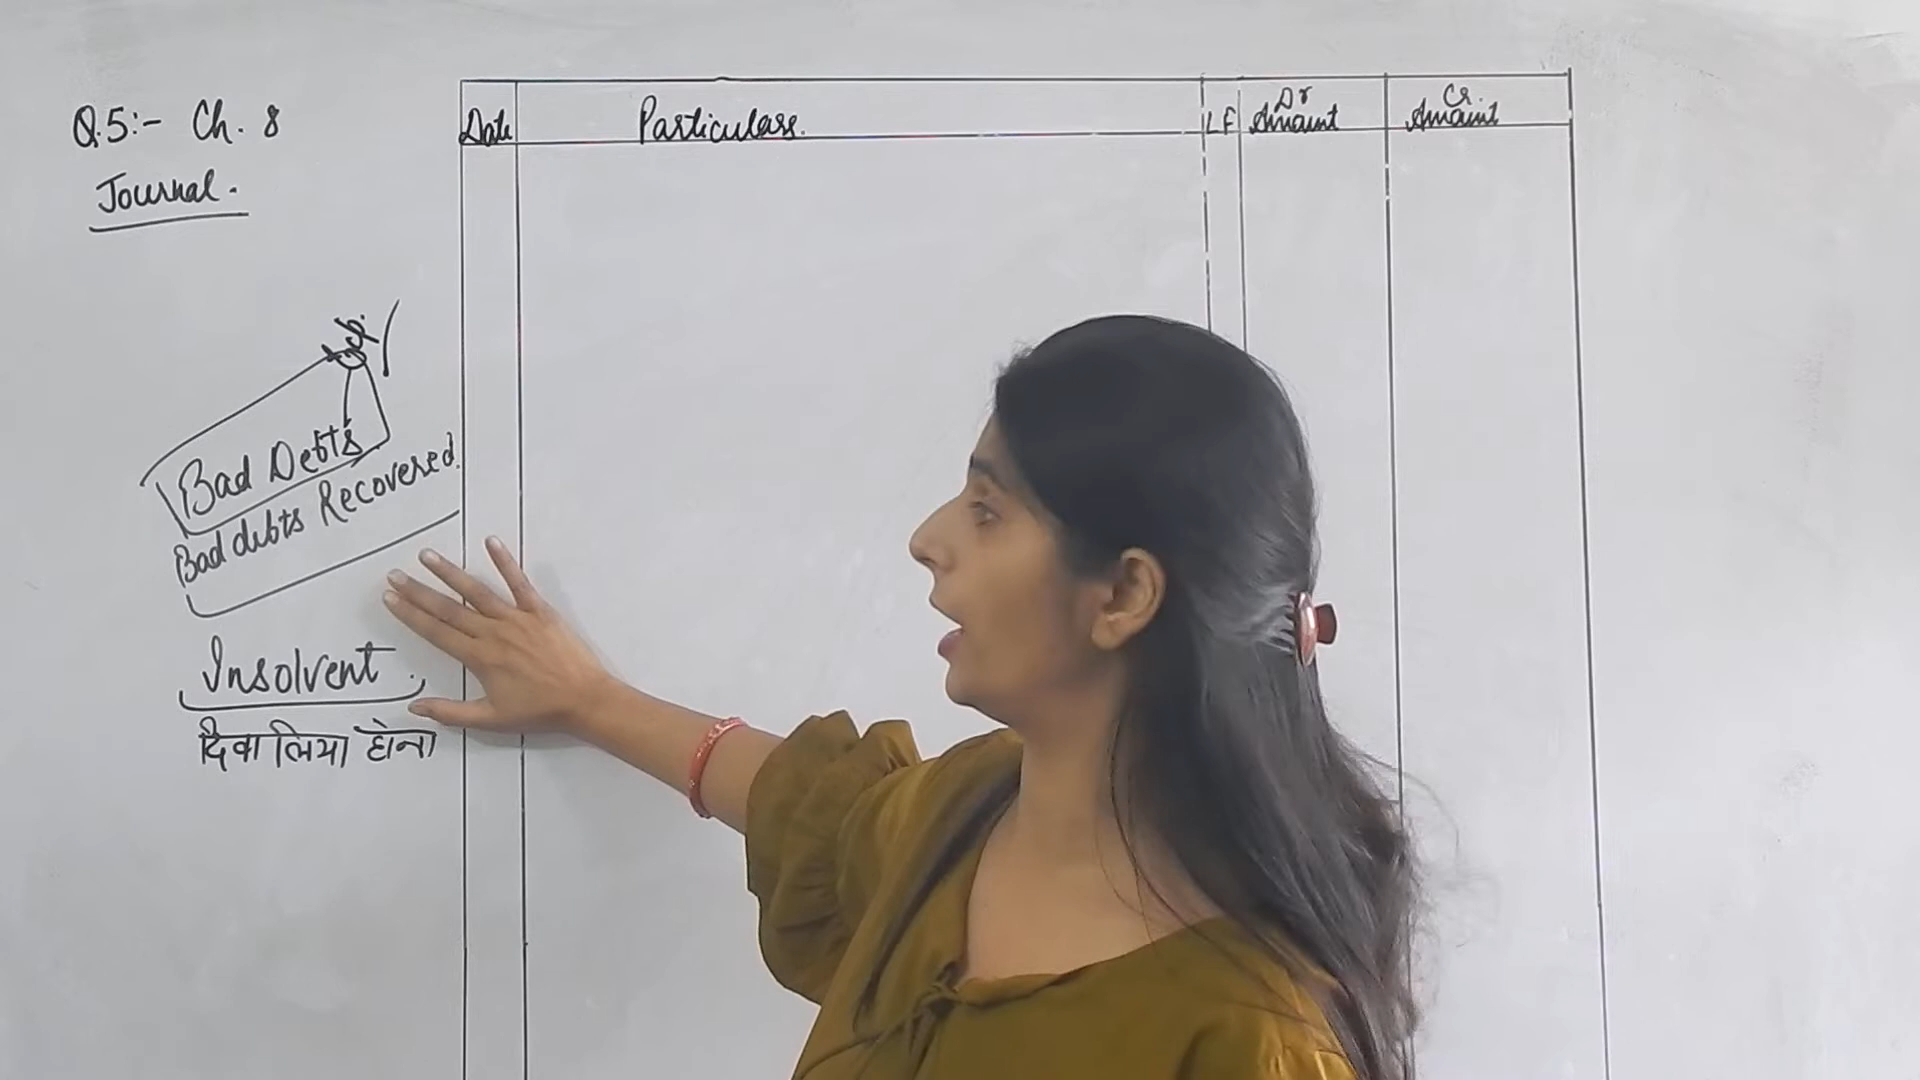 Q.5:- Ch. 8
Journal.
Date Particulars. LF Dr Amount Cr. Amount
Bad Debts
Bad debts Recovered.
Insolvent.
दिवालिया होना